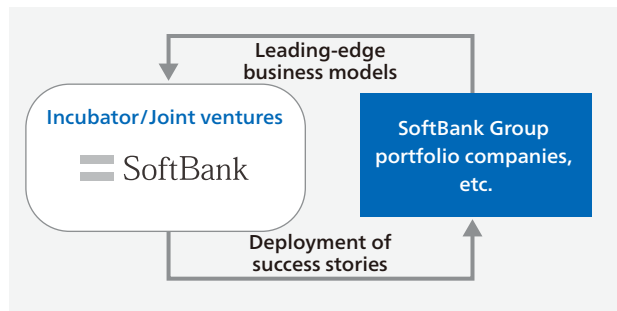 Leading-edge
business models
Incubator/Joint ventures
SoftBank
SoftBank Group
portfolio companies,
etc.
Deployment of
success stories